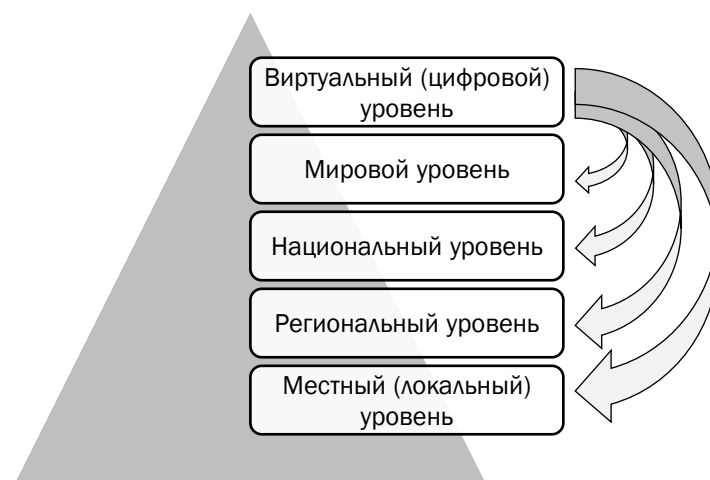 Виртуальный (цифровой)
уровень
Мировой уровень
Национальный уровень
Региональный уровень
Местный (локальный)
уровень